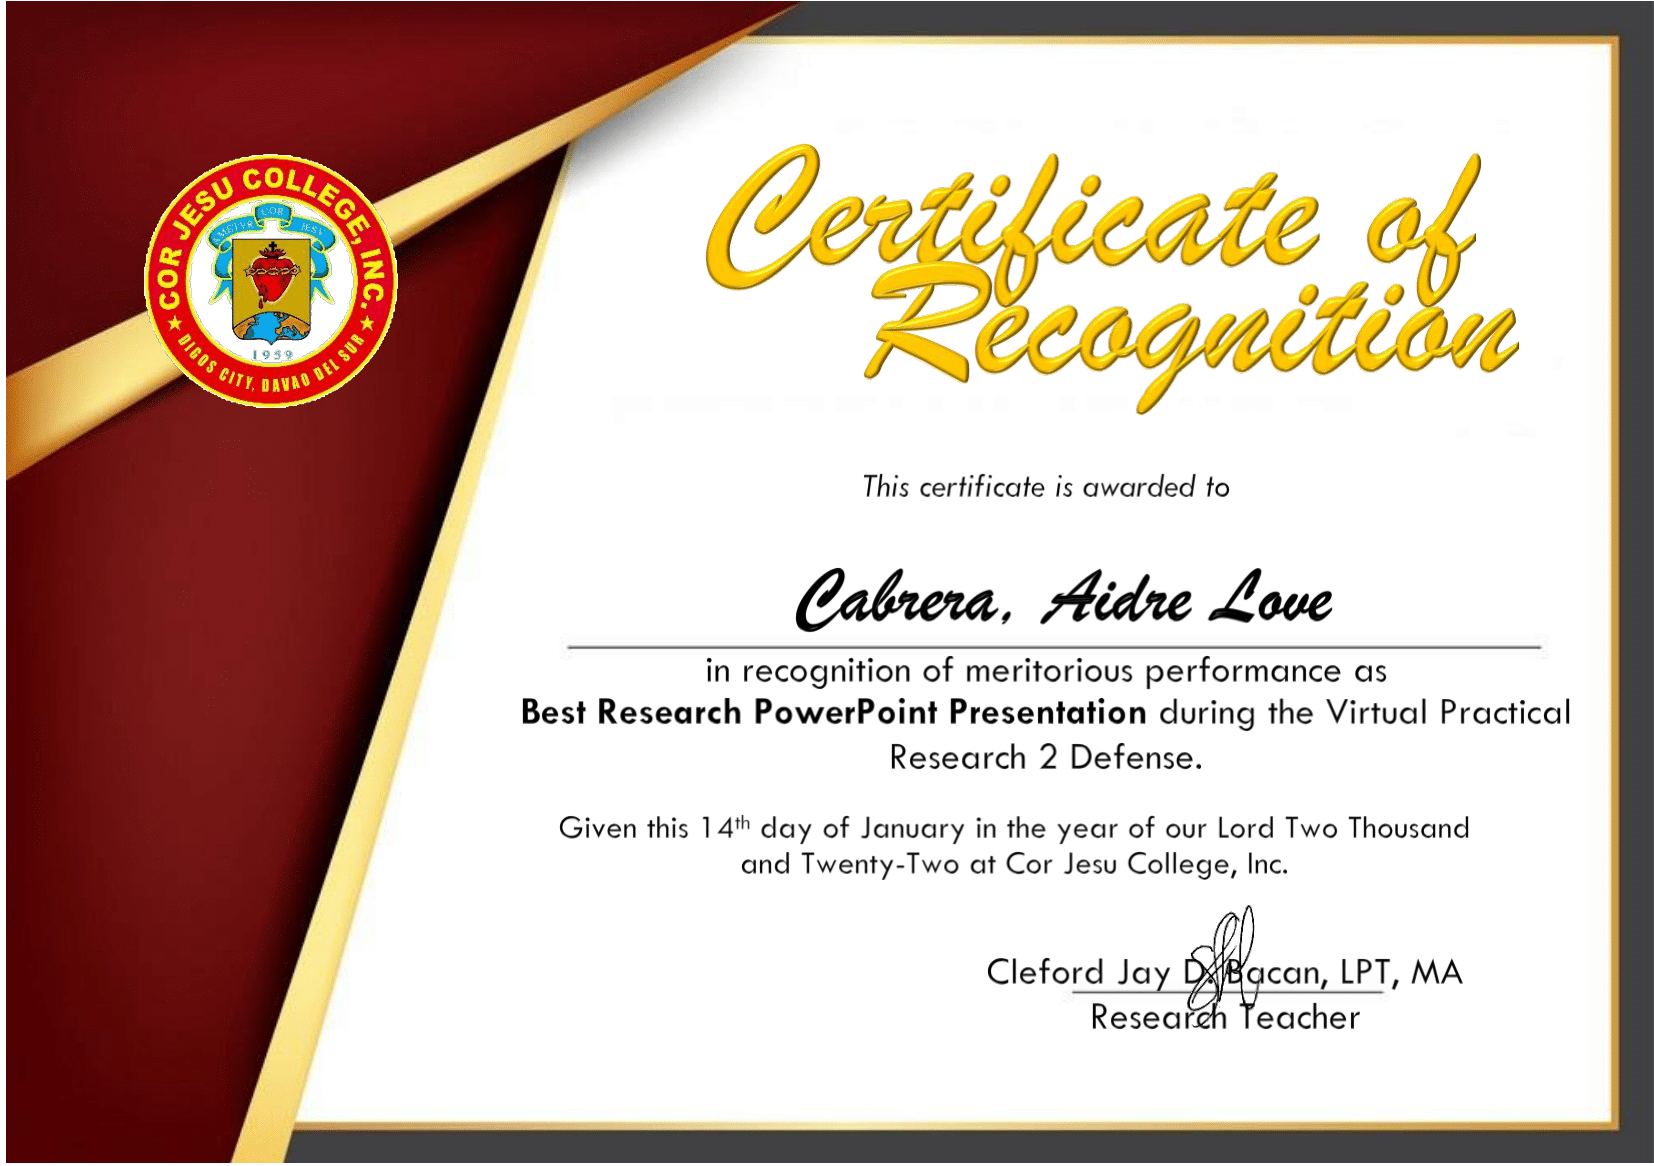 COR JESU COLLEGE, INC.
AMETVR COR JESV
1959
★ DIGOS CITY, DAVAO DEL SUR ★
Certificate of
Recognition
This certificate is awarded to
Cabrera, Aidre Love
in recognition of meritorious performance as
Best Research PowerPoint Presentation during the Virtual Practical
Research 2 Defense.
Given this 14th day of January in the year of our Lord Two Thousand
and Twenty-Two at Cor Jesu College, Inc.
Cleford Jay D. Bacan, LPT, MA
Research Teacher